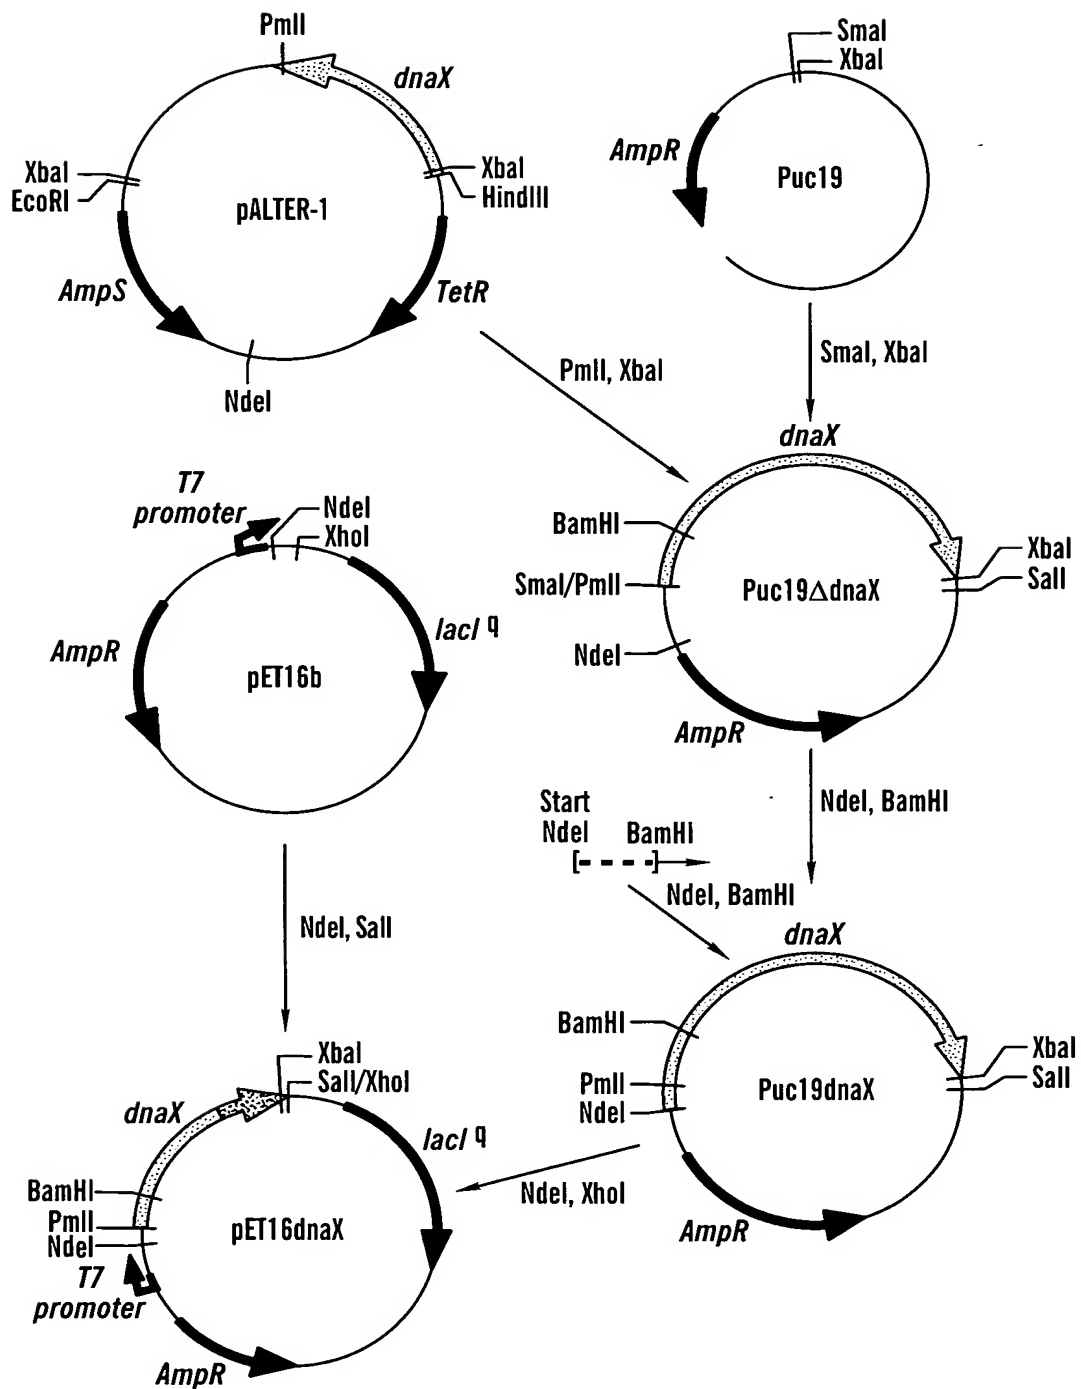 PmlI
dnaX
XbaI
EcoRI
XbaI
HindIII
pALTER-1
AmpS
TetR
NdeI
SmaI
XbaI
AmpR
Puc19
PmlI, XbaI
SmaI, XbaI
T7
promoter
NdeI
XhoI
lacI q
AmpR
pET16b
dnaX
BamHI
SmaI/PmlI
XbaI
SalI
Puc19ΔdnaX
NdeI
AmpR
NdeI, BamHI
Start
NdeI BamHI
NdeI, BamHI
NdeI, SalI
dnaX
BamHI
PmlI
NdeI
XbaI
SalI
Puc19dnaX
AmpR
NdeI, XhoI
XbaI
SalI/XhoI
dnaX
lacI q
BamHI
PmlI
NdeI
pET16dnaX
T7
promoter
AmpR